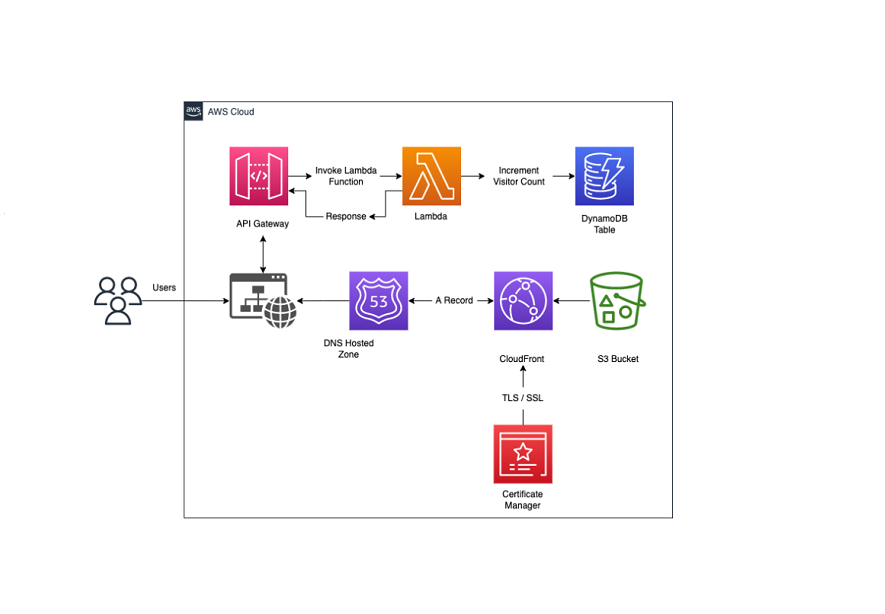 aws
AWS Cloud
Invoke Lambda
Function
Increment
Visitor Count
</>
Response
API Gateway
Lambda
DynamoDB
Table
Users
53
A Record
DNS Hosted
Zone
CloudFront
S3 Bucket
TLS / SSL
Certificate
Manager